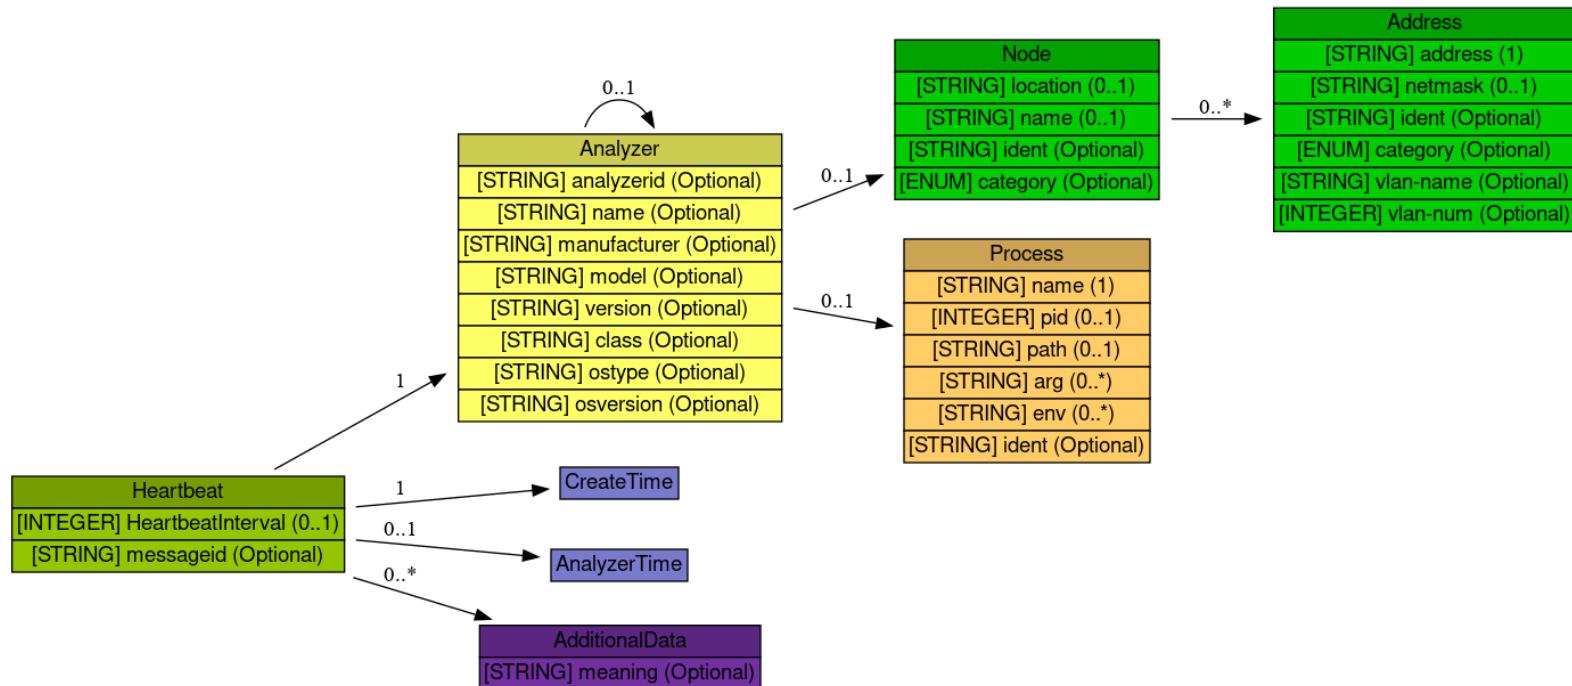 Address
[STRING] address (1)
[STRING] netmask (0..1)
[STRING] ident (Optional)
[ENUM] category (Optional)
[STRING] vlan-name (Optional)
[INTEGER] vlan-num (Optional)
0..*
Node
[STRING] location (0..1)
[STRING] name (0..1)
[STRING] ident (Optional)
[ENUM] category (Optional)
0..1
0..1
Analyzer
[STRING] analyzerid (Optional)
[STRING] name (Optional)
[STRING] manufacturer (Optional)
[STRING] model (Optional)
[STRING] version (Optional)
[STRING] class (Optional)
[STRING] ostype (Optional)
[STRING] osversion (Optional)
0..1
Process
[STRING] name (1)
[INTEGER] pid (0..1)
[STRING] path (0..1)
[STRING] arg (0..*)
[STRING] env (0..*)
[STRING] ident (Optional)
1
Heartbeat
[INTEGER] HeartbeatInterval (0..1)
[STRING] messageid (Optional)
1
CreateTime
0..1
AnalyzerTime
0..*
AdditionalData
[STRING] meaning (Optional)